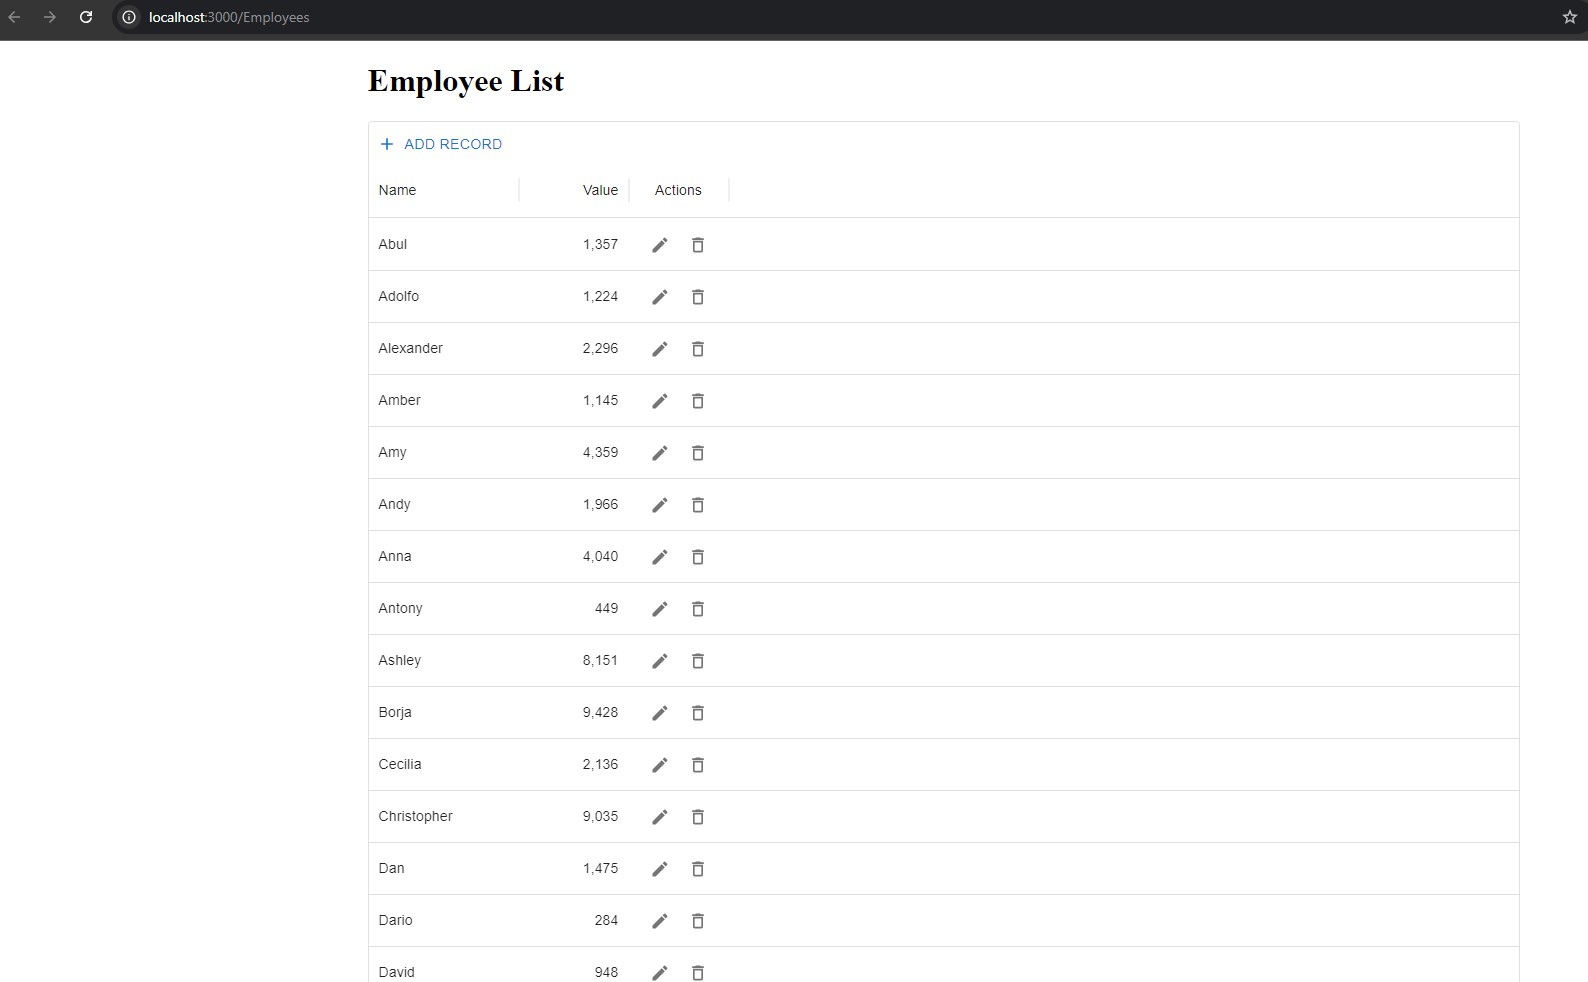 localhost:3000/Employees
Employee List
+ ADD RECORD
Name Value Actions
Abul 1,357
Adolfo 1,224
Alexander 2,296
Amber 1,145
Amy 4,359
Andy 1,966
Anna 4,040
Antony 449
Ashley 8,151
Borja 9,428
Cecilia 2,136
Christopher 9,035
Dan 1,475
Dario 284
David 948